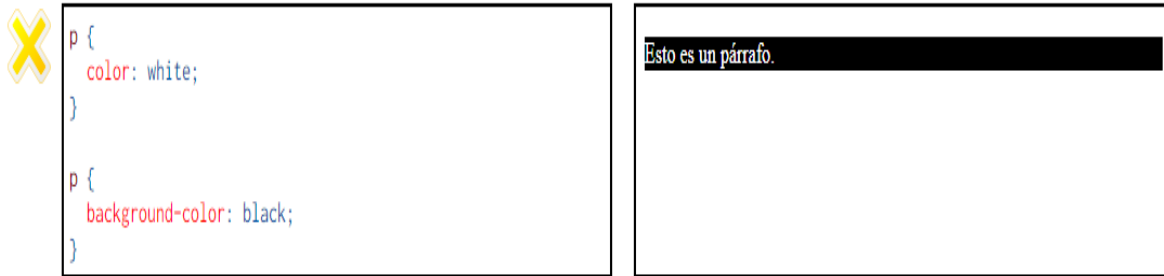 p {
color: white;
}
p {
background-color: black;
}
Esto es un párrafo.